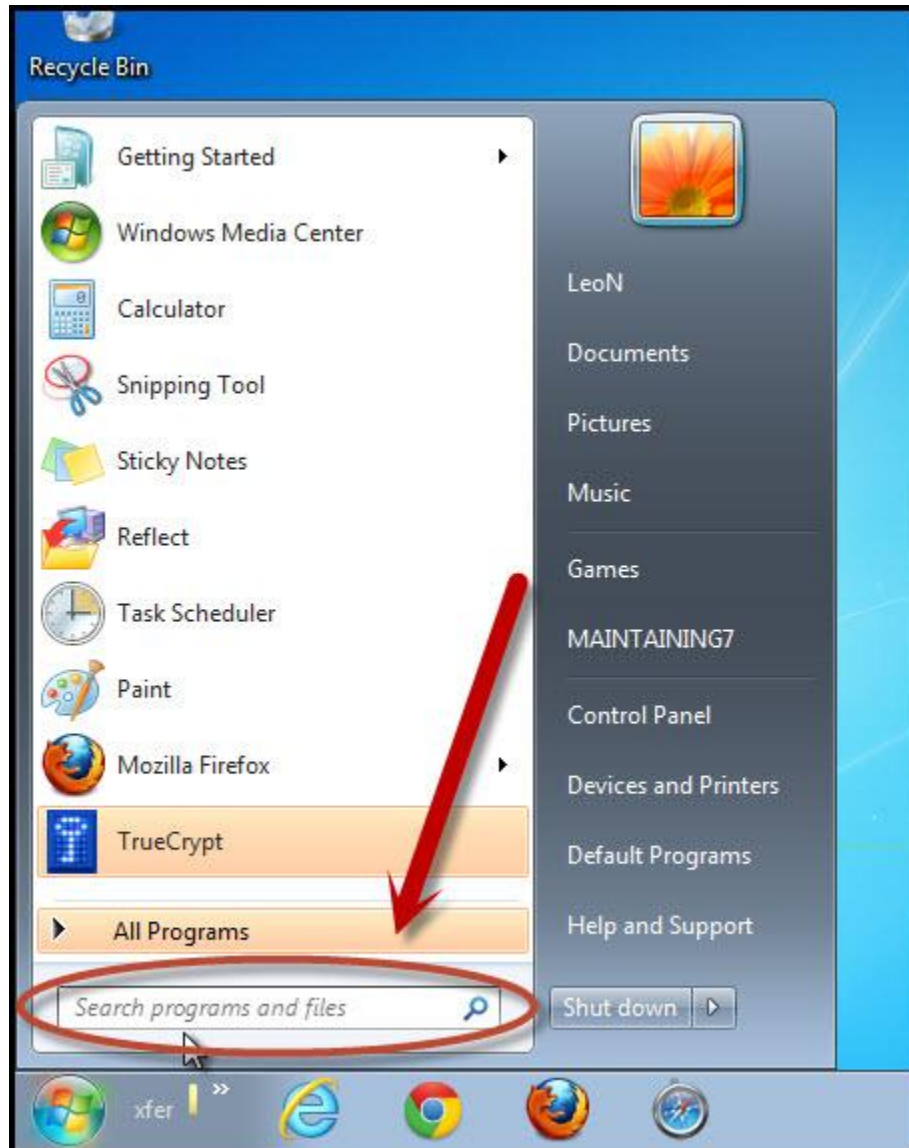 Recycle Bin
Getting Started
Windows Media Center
Calculator
Snipping Tool
Sticky Notes
Reflect
Task Scheduler
Paint
Mozilla Firefox
TrueCrypt
All Programs
Search programs and files
LeoN
Documents
Pictures
Music
Games
MAINTAINING7
Control Panel
Devices and Printers
Default Programs
Help and Support
Shut down
xfer »